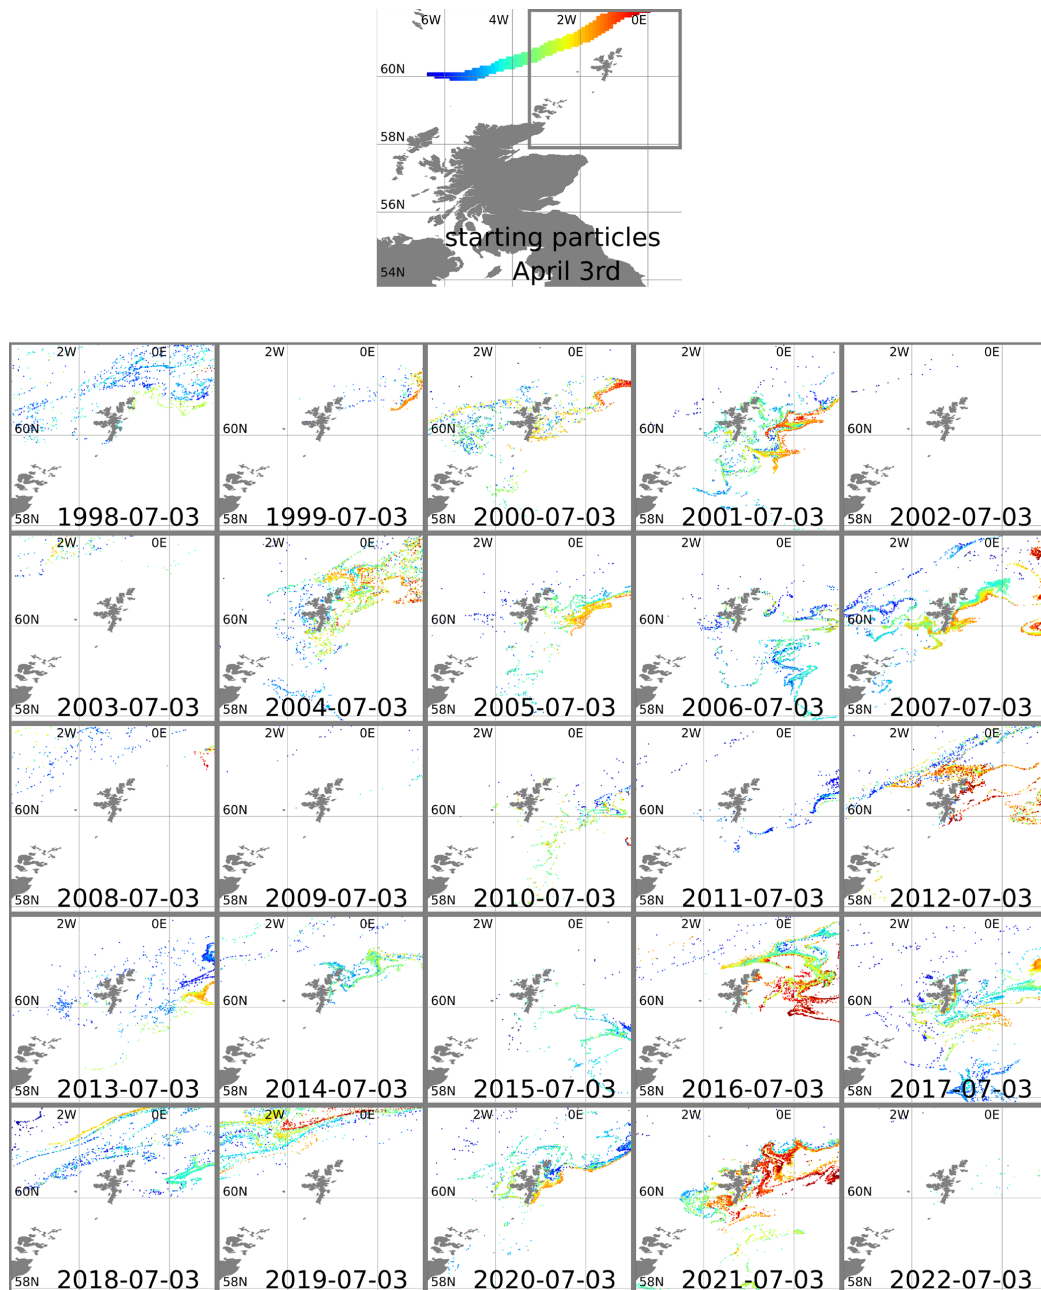 6W 4W 2W 0E
60N
58N
56N
starting particles
54N
April 3rd
2W 0E 2W 0E 2W 0E 2W 0E 2W 0E
60N 60N 60N 60N 60N
58N 1998-07-03 58N 1999-07-03 58N 2000-07-03 58N 2001-07-03 58N 2002-07-03
2W 0E 2W 0E 2W 0E 2W 0E 2W 0E
60N 60N 60N 60N 60N
58N 2003-07-03 58N 2004-07-03 58N 2005-07-03 58N 2006-07-03 58N 2007-07-03
2W 0E 2W 0E 2W 0E 2W 0E 2W 0E
60N 60N 60N 60N 60N
58N 2008-07-03 58N 2009-07-03 58N 2010-07-03 58N 2011-07-03 58N 2012-07-03
2W 0E 2W 0E 2W 0E 2W 0E 2W 0E
60N 60N 60N 60N 60N
58N 2013-07-03 58N 2014-07-03 58N 2015-07-03 58N 2016-07-03 58N 2017-07-03
2W 0E 2W 0E 2W 0E 2W 0E 2W 0E
60N 60N 60N 60N 60N
58N 2018-07-03 58N 2019-07-03 58N 2020-07-03 58N 2021-07-03 58N 2022-07-03